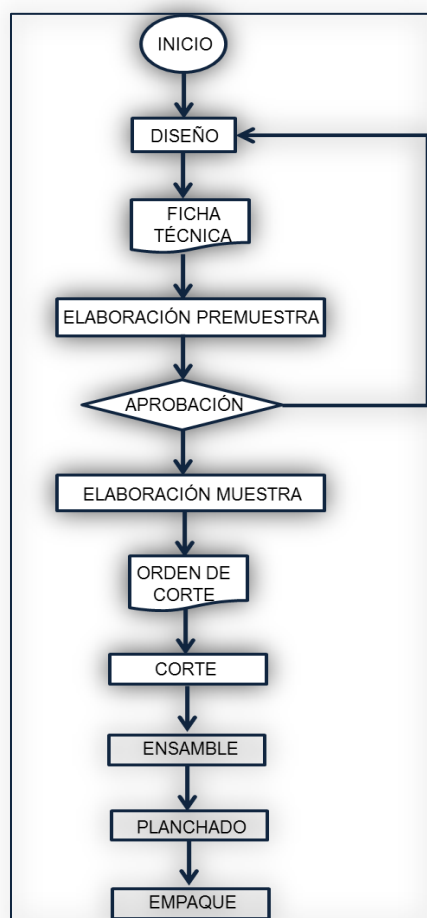 INICIO
DISEÑO
FICHA
TÉCNICA
ELABORACIÓN PREMUESTRA
APROBACIÓN
ELABORACIÓN MUESTRA
ORDEN DE
CORTE
CORTE
ENSAMBLE
PLANCHADO
EMPAQUE